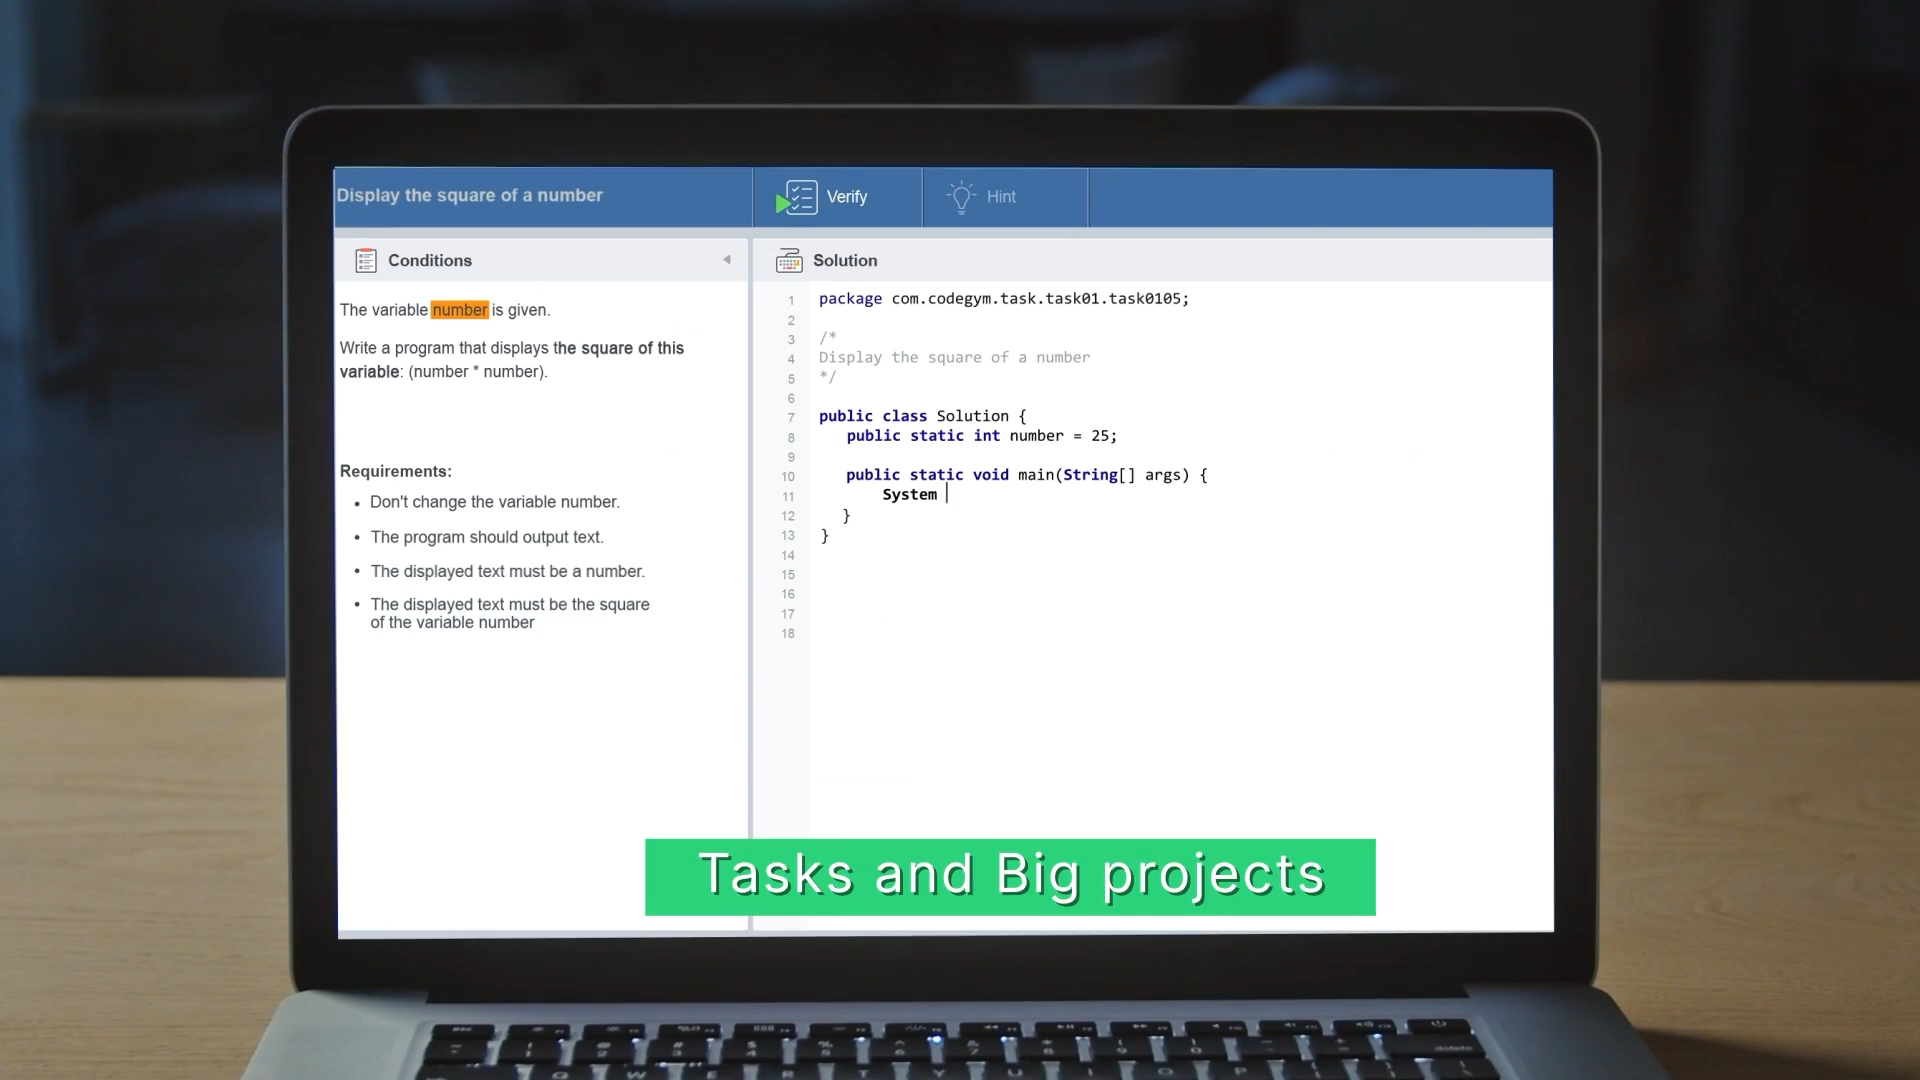 Display the square of a number
Verify
Hint
Conditions
The variable number is given.
Write a program that displays the square of this
variable: (number * number).
Requirements:
• Don't change the variable number.
• The program should output text.
• The displayed text must be a number.
• The displayed text must be the square
of the variable number
Solution
1 package com.codegym.task.task01.task0105;
2
3 /*
4 Display the square of a number
5 */
6
7 public class Solution {
8 public static int number = 25;
9
10 public static void main(String[] args) {
11 System
12 }
13 }
14
15
16
17
18
Tasks and Big projects
delete